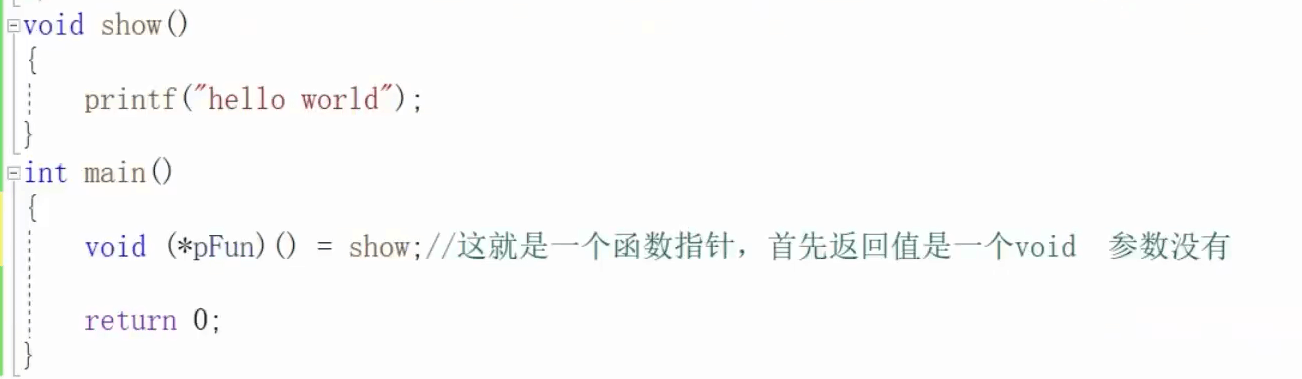 void show()
{
    printf("hello world");
}
int main()
{
    void (*pFun)() = show;//这就是一个函数指针，首先返回值是一个void  参数没有
    return 0;
}